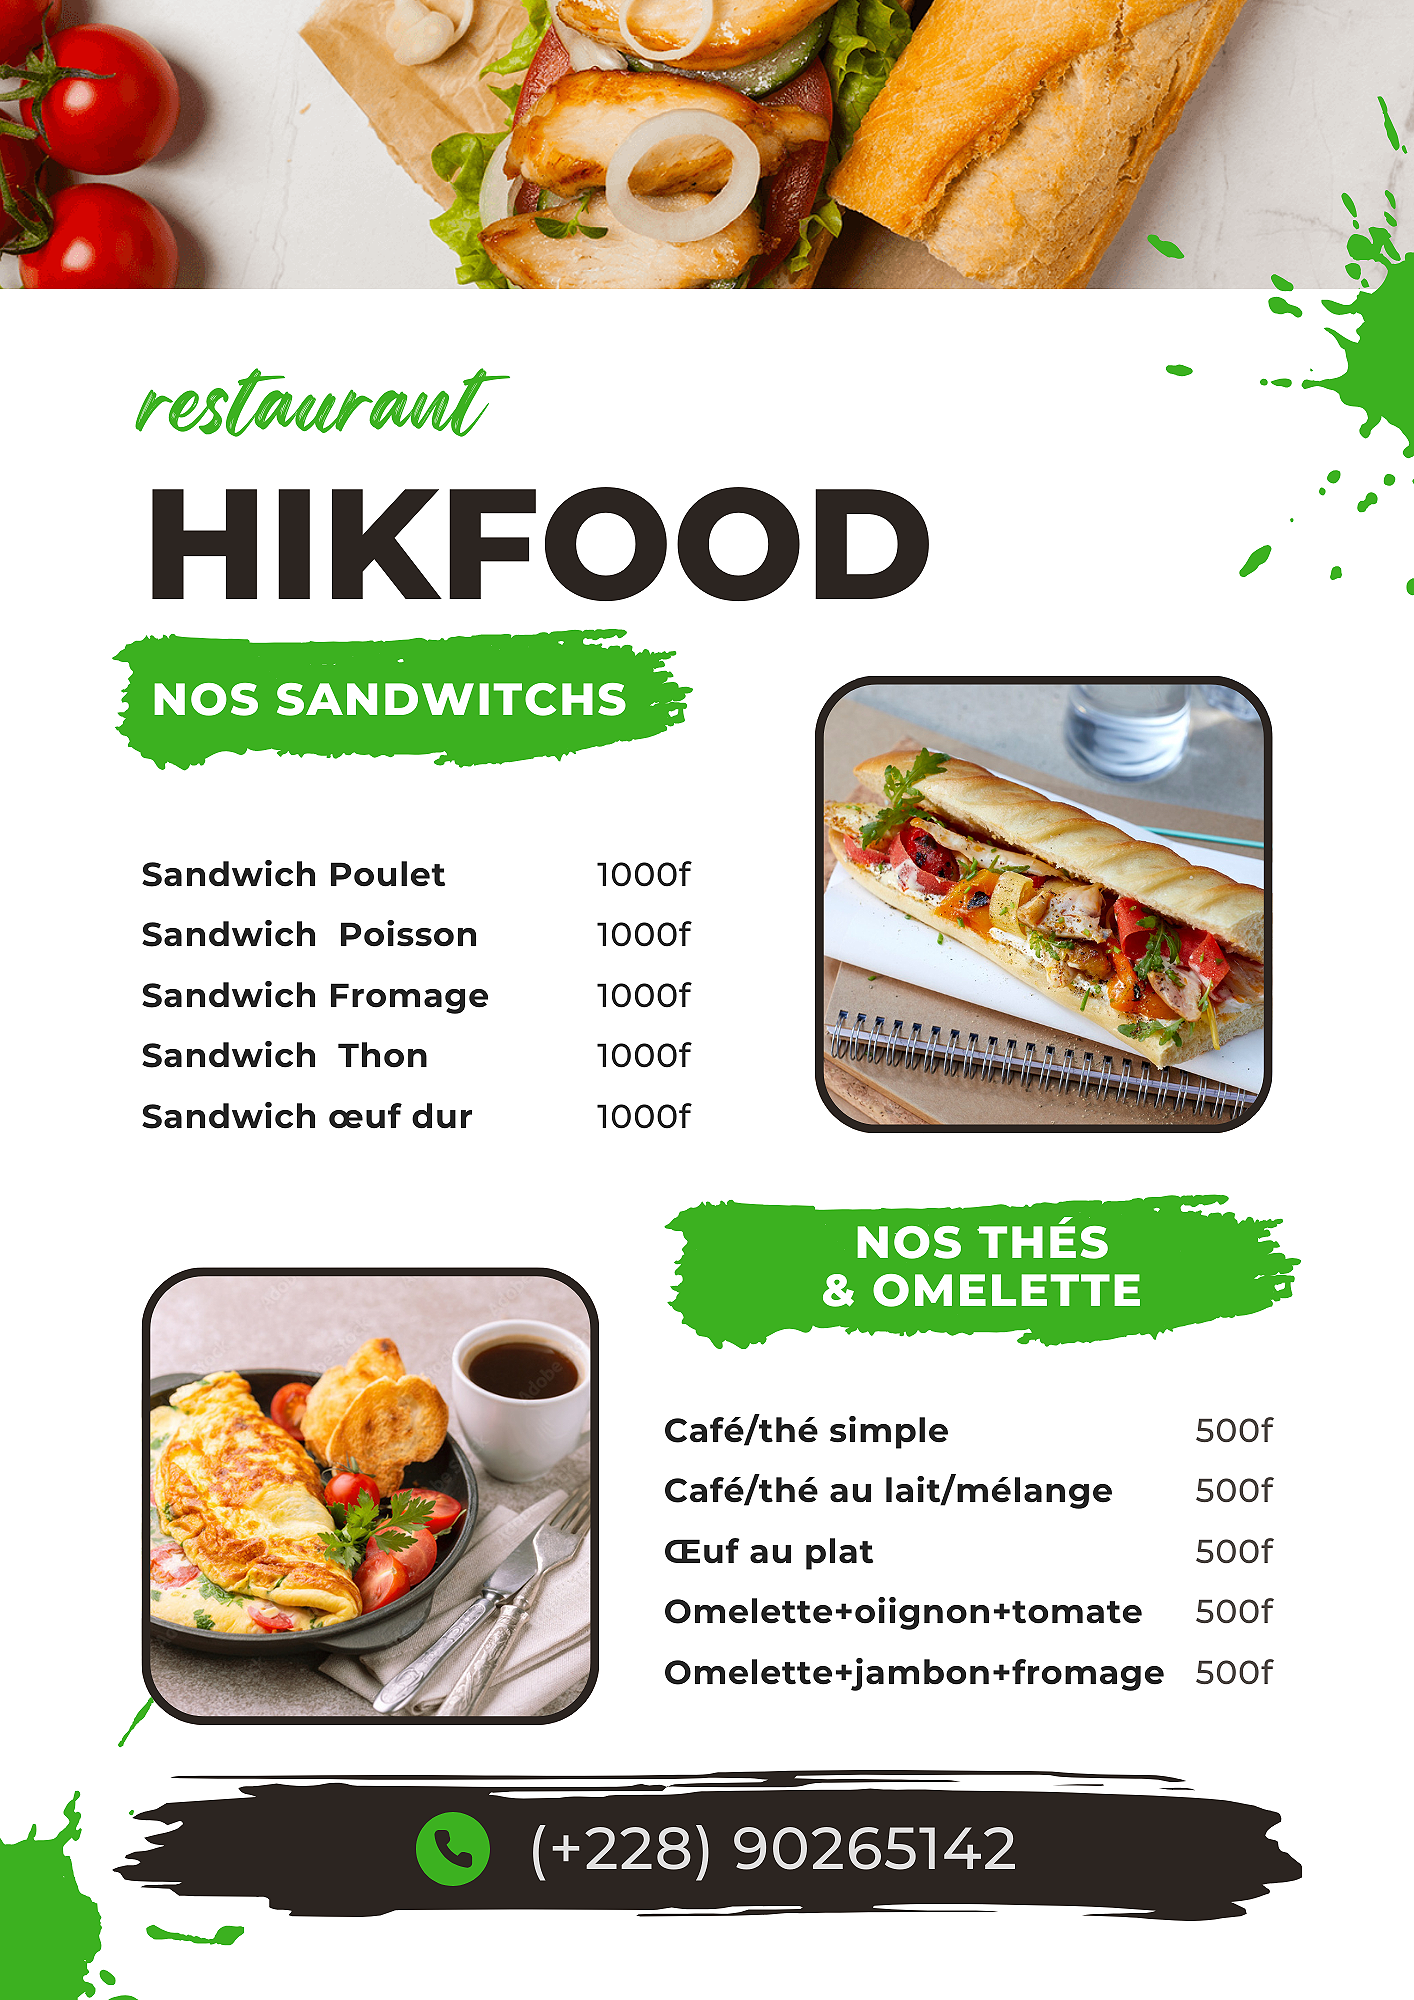 restaurant
HIKFOOD
NOS SANDWITCHS
Sandwich Poulet 1000f
Sandwich Poisson 1000f
Sandwich Fromage 1000f
Sandwich Thon 1000f
Sandwich œuf dur 1000f
NOS THÉS
& OMELETTE
Café/thé simple 500f
Café/thé au lait/mélange 500f
Œuf au plat 500f
Omelette+oiignon+tomate 500f
Omelette+jambon+fromage 500f
(+228) 90265142